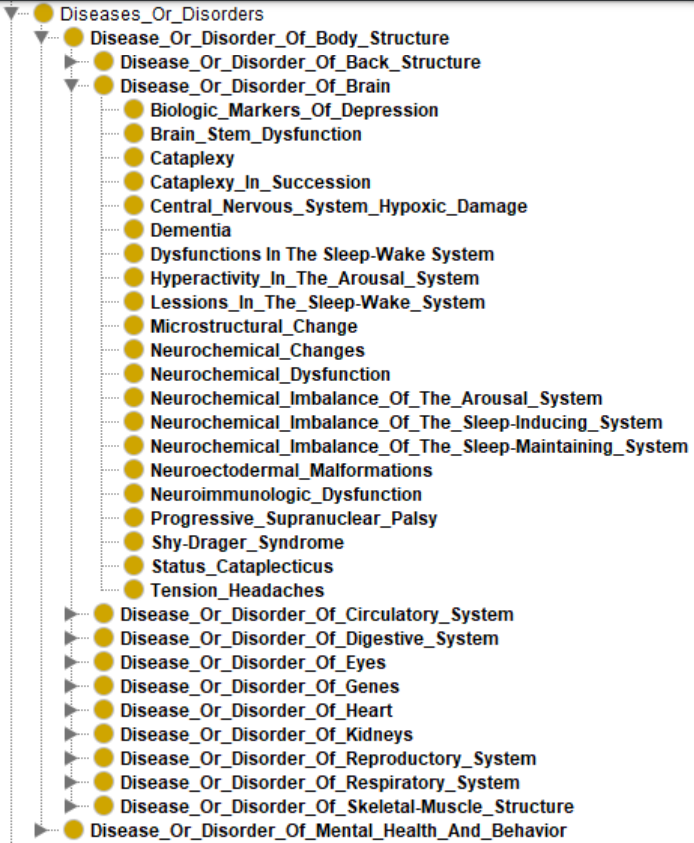 Diseases_Or_Disorders
Disease_Or_Disorder_Of_Body_Structure
Disease_Or_Disorder_Of_Back_Structure
Disease_Or_Disorder_Of_Brain
Biologic_Markers_Of_Depression
Brain_Stem_Dysfunction
Cataplexy
Cataplexy_In_Succession
Central_Nervous_System_Hypoxic_Damage
Dementia
Dysfunctions In The Sleep-Wake System
Hyperactivity_In_The_Arousal_System
Lessions_In_The_Sleep-Wake_System
Microstructural_Change
Neurochemical_Changes
Neurochemical_Dysfunction
Neurochemical_Imbalance_Of_The_Arousal_System
Neurochemical_Imbalance_Of_The_Sleep-Inducing_System
Neurochemical_Imbalance_Of_The_Sleep-Maintaining_System
Neuroectodermal_Malformations
Neuroimmunologic_Dysfunction
Progressive_Supranuclear_Palsy
Shy-Drager_Syndrome
Status_Cataplecticus
Tension_Headaches
Disease_Or_Disorder_Of_Circulatory_System
Disease_Or_Disorder_Of_Digestive_System
Disease_Or_Disorder_Of_Eyes
Disease_Or_Disorder_Of_Genes
Disease_Or_Disorder_Of_Heart
Disease_Or_Disorder_Of_Kidneys
Disease_Or_Disorder_Of_Reproductory_System
Disease_Or_Disorder_Of_Respiratory_System
Disease_Or_Disorder_Of_Skeletal-Muscle_Structure
Disease_Or_Disorder_Of_Mental_Health_And_Behavior